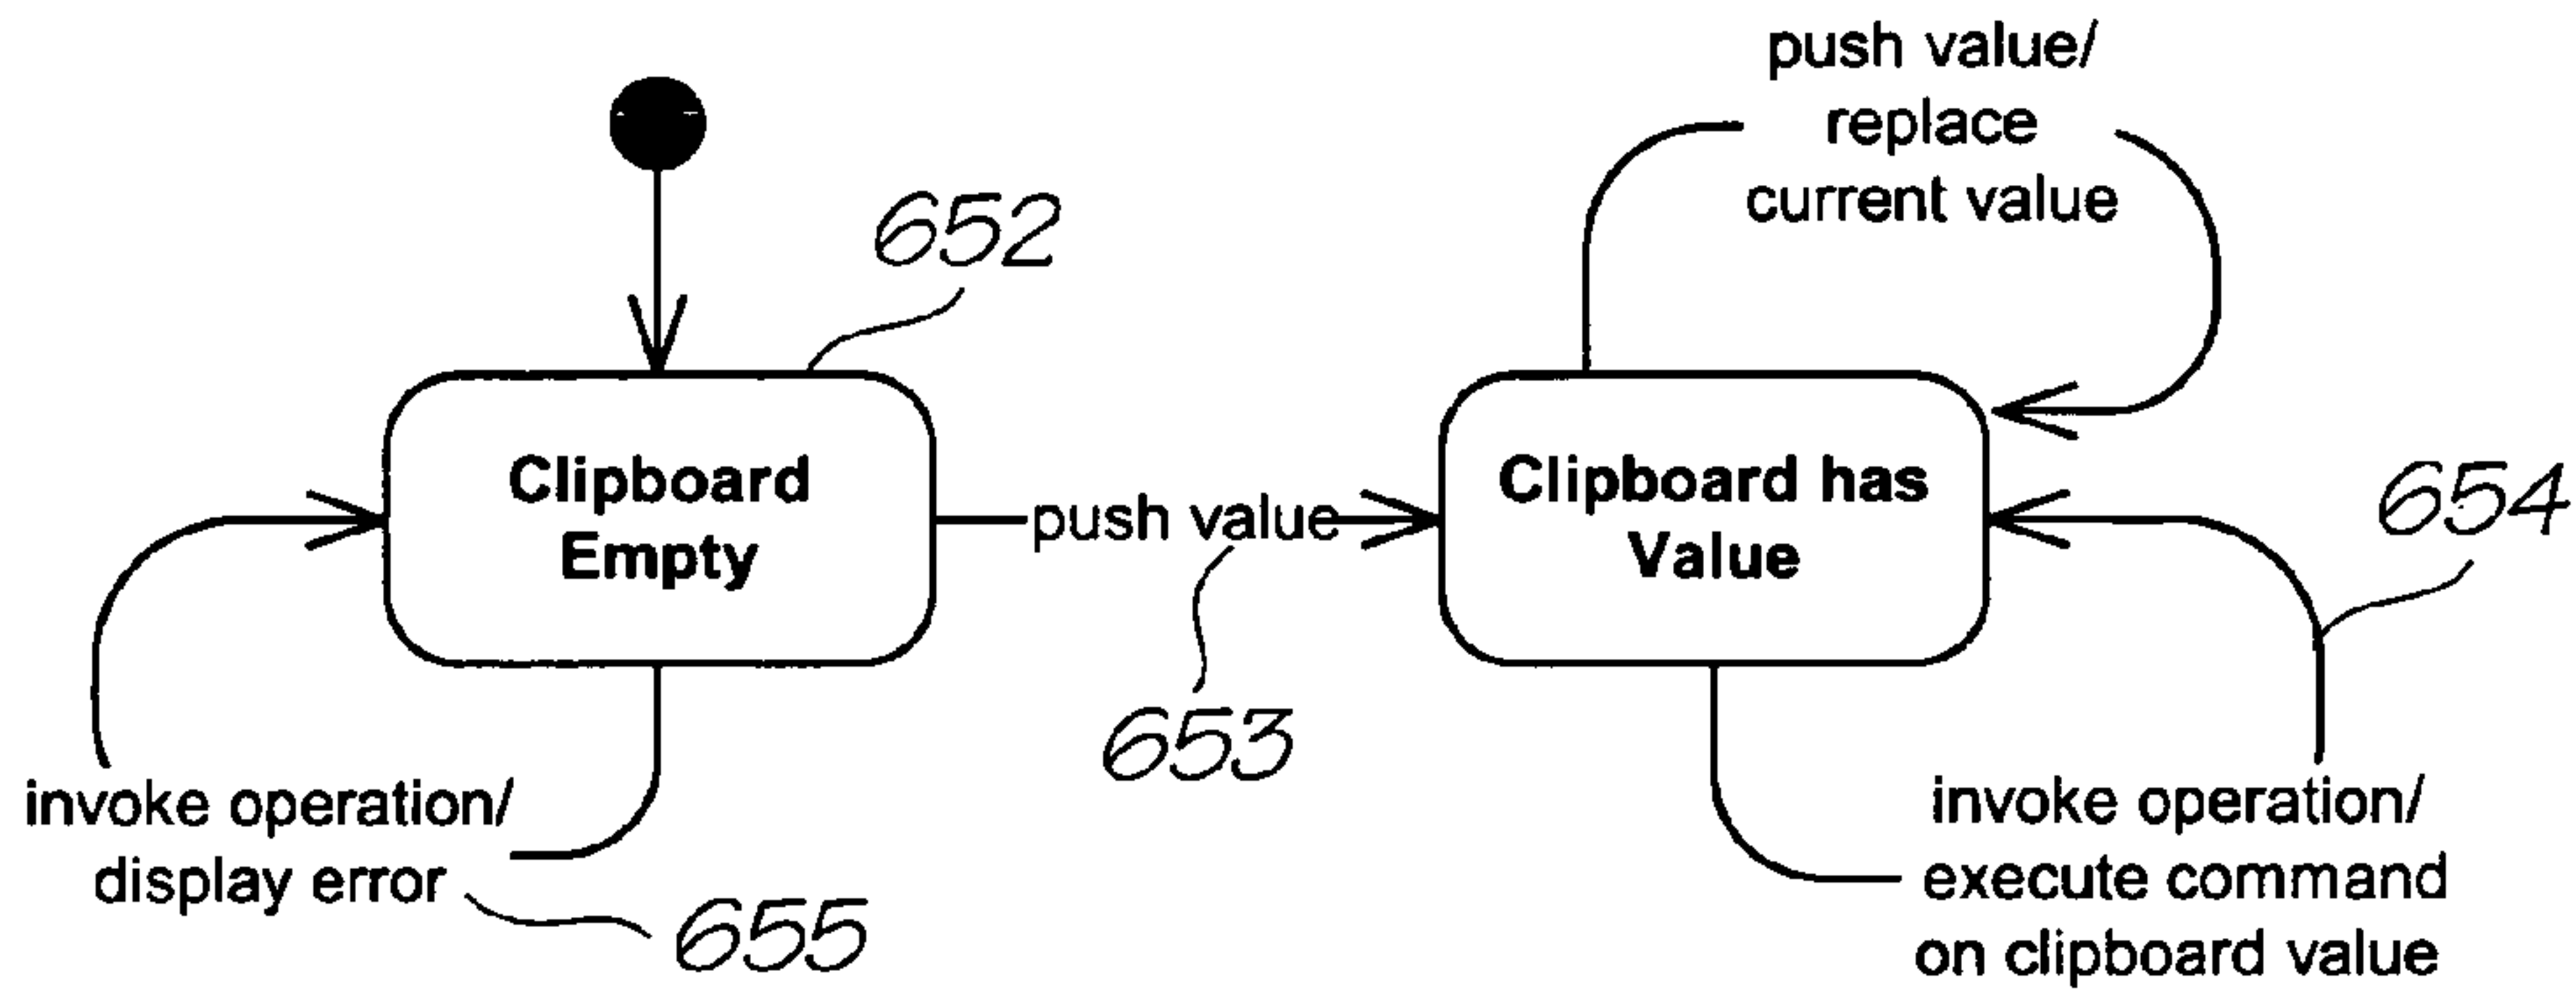 push value/
replace
current value
652
Clipboard
Empty
push value
Clipboard has
Value
654
653
invoke operation/
display error
655
invoke operation/
execute command
on clipboard value